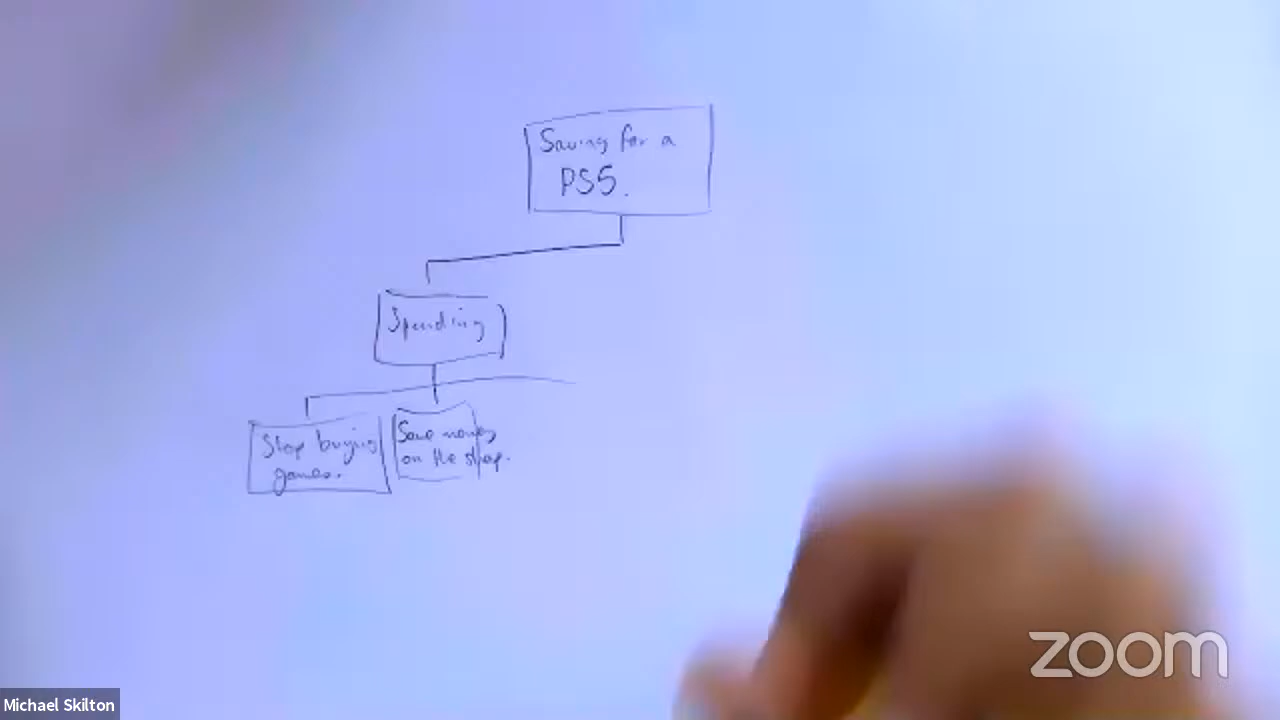 Saving for a
PS5.
Spending
Stop buying
games.
Save money
on the shop.
zoom
Michael Skilton